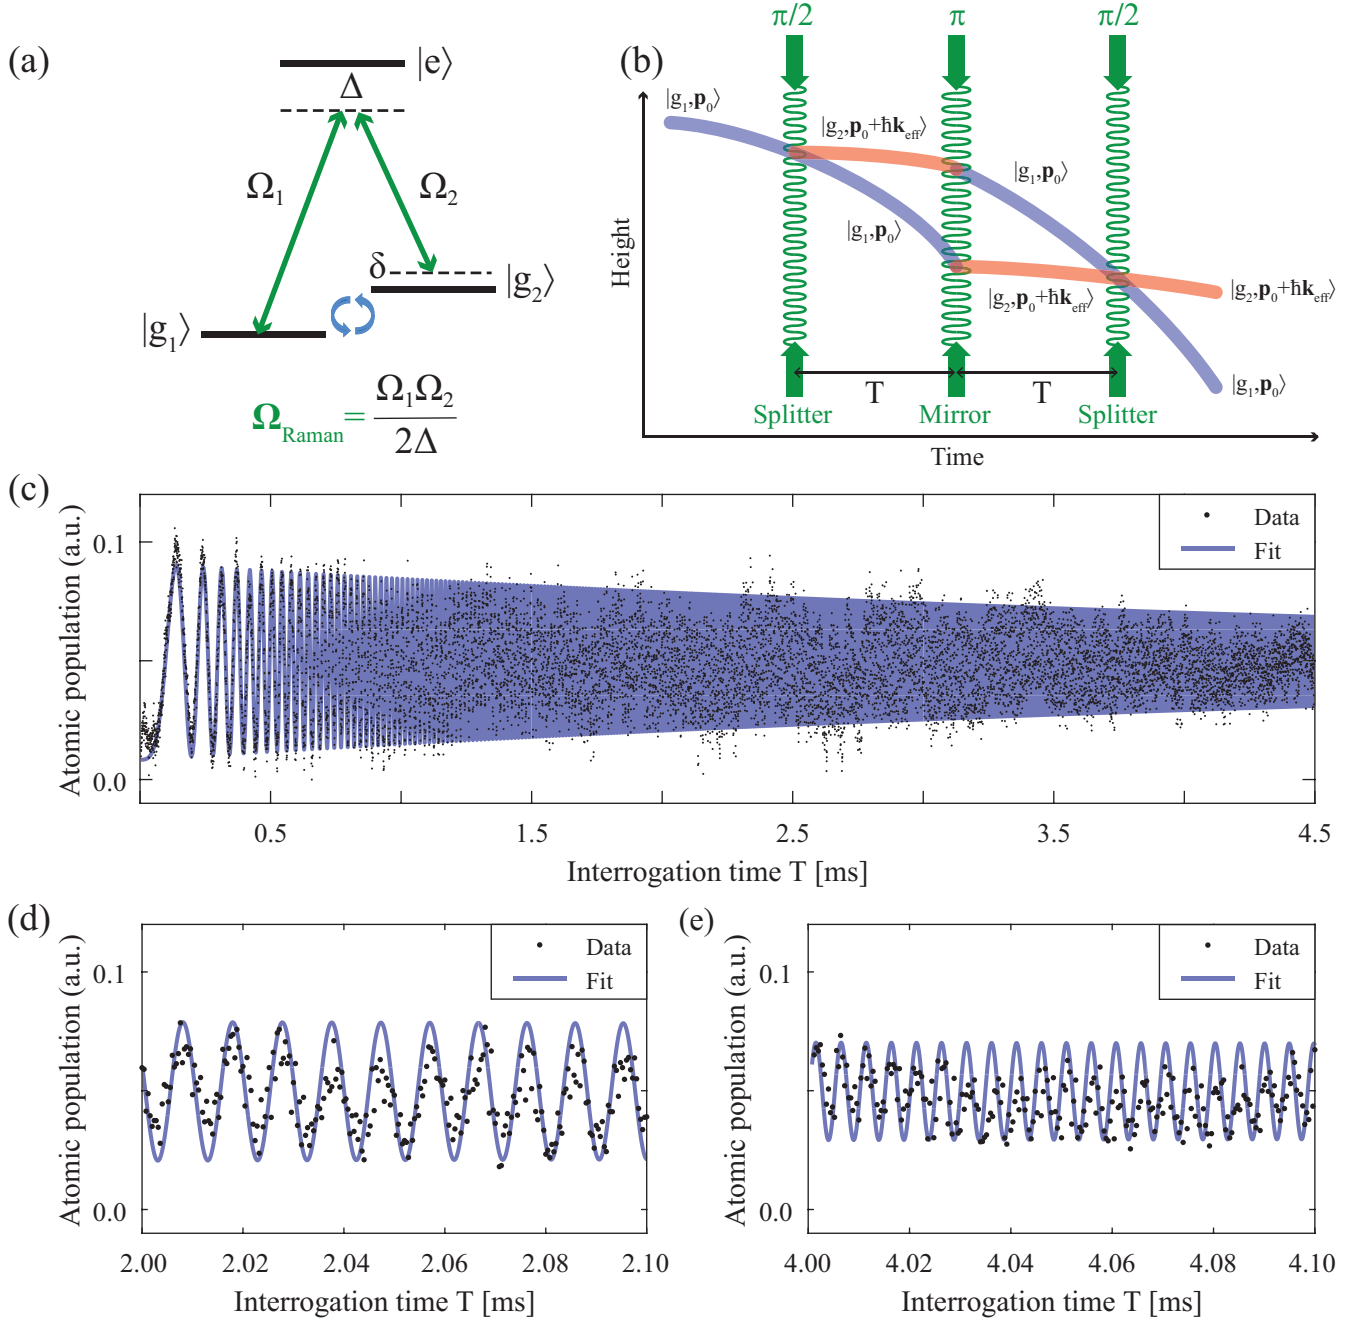 (a)
|e⟩
Δ
Ω1
Ω2
δ
|g2⟩
|g1⟩
ΩRaman = Ω1Ω2 / 2Δ
(b)
π/2 π π/2
Height
|g1,p0⟩
|g2,p0+ħkeff⟩
|g1,p0⟩
|g1,p0⟩
|g2,p0+ħkeff⟩
|g2,p0+ħkeff⟩
|g1,p0⟩
T T
Splitter Mirror Splitter
Time
(c)
Atomic population (a.u.)
0.1
0.0
Data
Fit
0.5 1.5 2.5 3.5 4.5
Interrogation time T [ms]
(d)
Atomic population (a.u.)
0.1
0.0
Data
Fit
2.00 2.02 2.04 2.06 2.08 2.10
Interrogation time T [ms]
(e)
Atomic population (a.u.)
0.1
0.0
Data
Fit
4.00 4.02 4.04 4.06 4.08 4.10
Interrogation time T [ms]